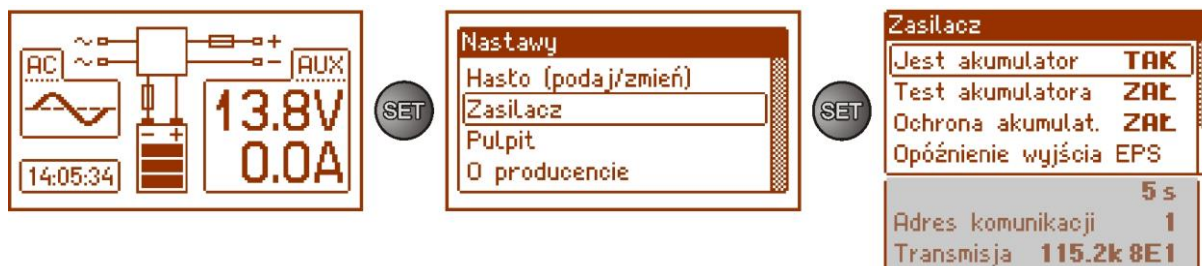 ~ +
AC ~ - AUX
13.8V
- +
0.0A
14:05:34
SET
Nastawy
Hasło (podaj/zmień)
Zasilacz
Pulpit
O producencie
SET
Zasilacz
Jest akumulator TAK
Test akumulatora ZAŁ
Ochrona akumulat. ZAŁ
Opóźnienie wyjścia EPS
5 s
Adres komunikacji 1
Transmisja 115.2k 8E1